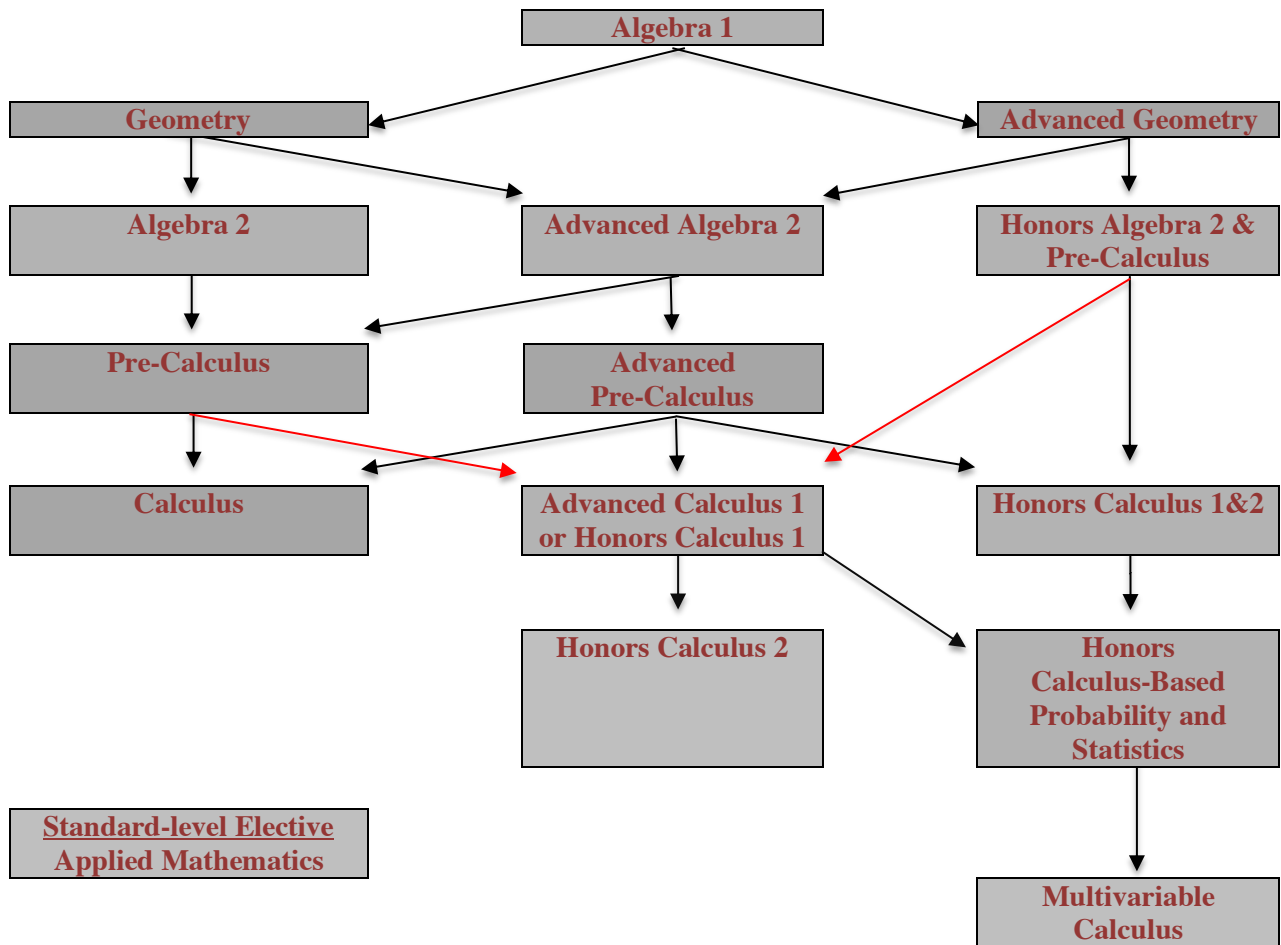 Algebra 1
Geometry
Advanced Geometry
Algebra 2
Advanced Algebra 2
Honors Algebra 2 &
Pre-Calculus
Pre-Calculus
Advanced
Pre-Calculus
Calculus
Advanced Calculus 1
or Honors Calculus 1
Honors Calculus 1&2
Honors Calculus 2
Honors
Calculus-Based
Probability and
Statistics
Standard-level Elective
Applied Mathematics
Multivariable
Calculus